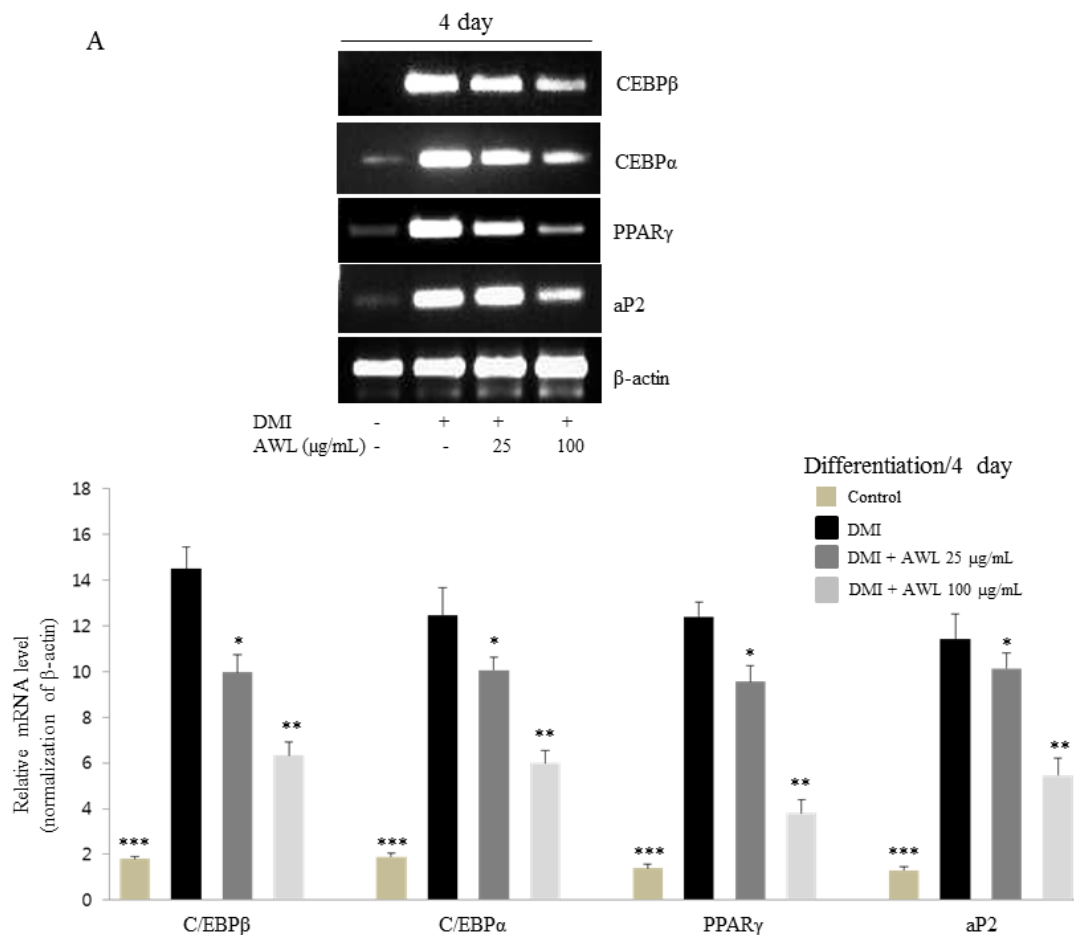 A
4 day
CEBPβ
CEBPα
PPARγ
aP2
β-actin
DMI - + + +
AWL (μg/mL) - - 25 100
Differentiation/4 day
Control
DMI
DMI + AWL 25 μg/mL
DMI + AWL 100 μg/mL
Relative mRNA level
(normalization of β-actin)
18
16
14
12
10
8
6
4
2
0
*** * **
*** * **
*** * **
*** * **
C/EBPβ C/EBPα PPARγ aP2